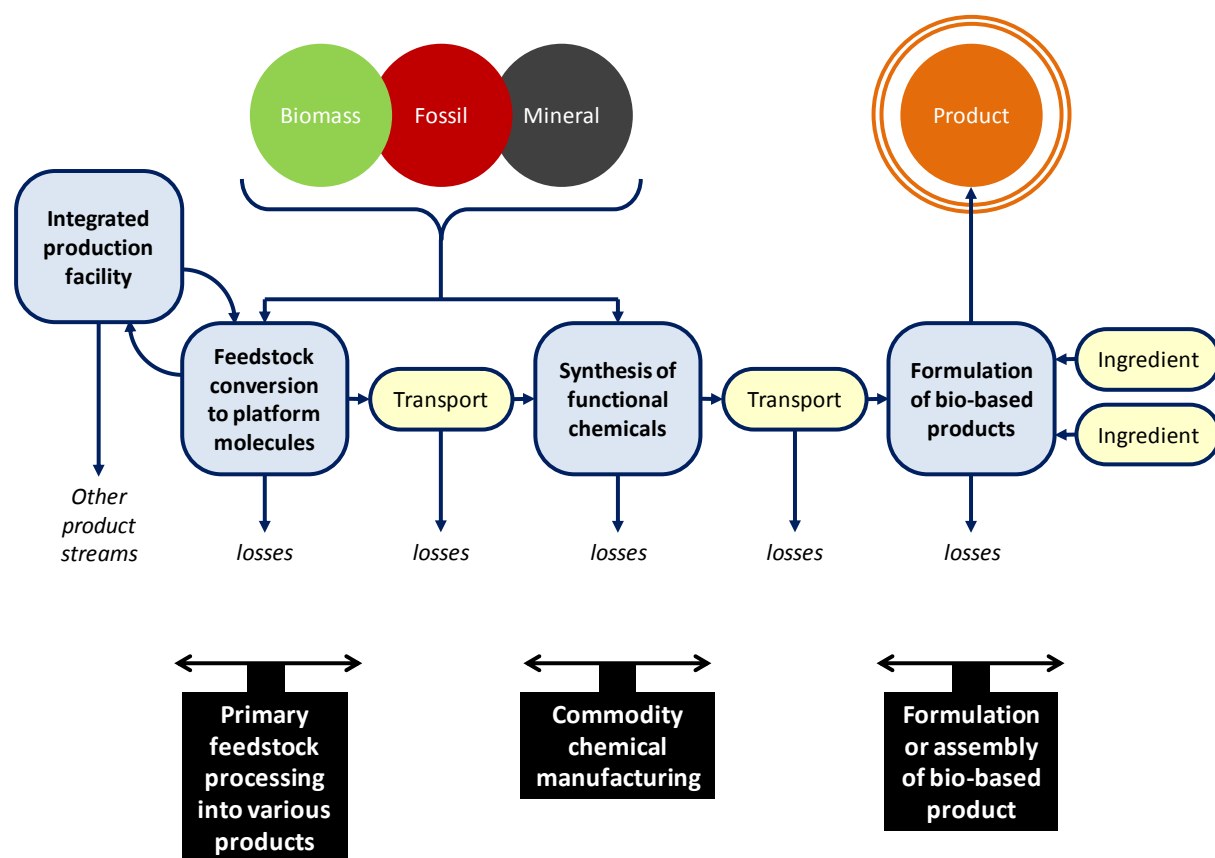 Biomass
Fossil
Mineral
Product
Integrated
production
facility
Feedstock
conversion
to platform
molecules
Transport
Synthesis of
functional
chemicals
Transport
Formulation
of bio-based
products
Ingredient
Ingredient
Other
product
streams
losses
losses
losses
losses
losses
Primary
feedstock
processing
into various
products
Commodity
chemical
manufacturing
Formulation
or assembly
of bio-based
product